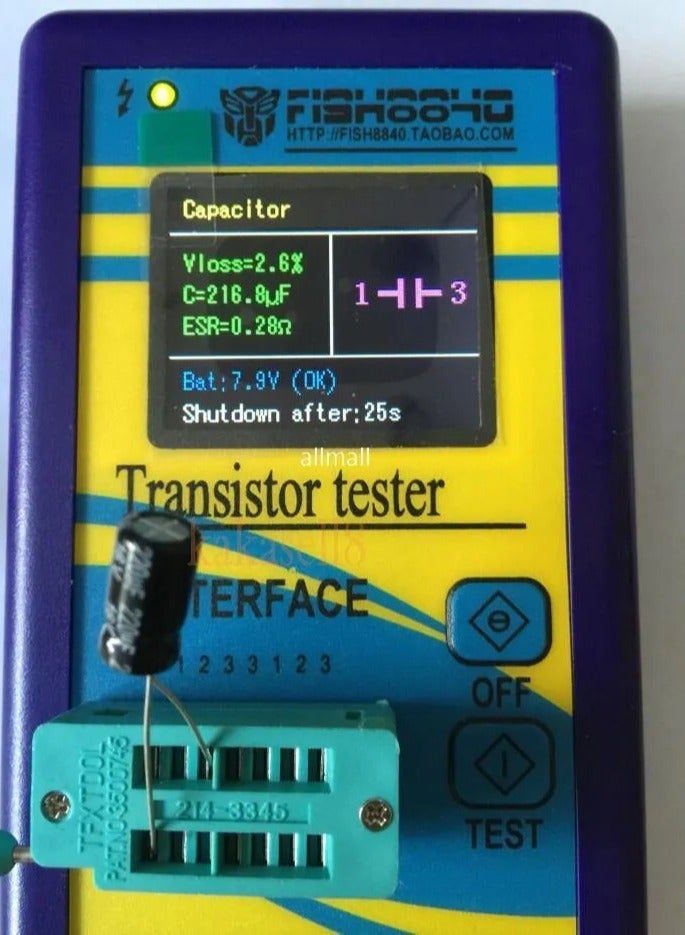 FISH8840
HTTP://FISH8840.TAOBAO.COM
Capacitor
Vloss=2.6%
C=216.8µF
ESR=0.28Ω
1 3
Bat:7.9V (OK)
Shutdown after:25s
allmall
Transistor tester
kakasell8
TERFACE
1 2 3 3 1 2 3
OFF
TEST
214-3345